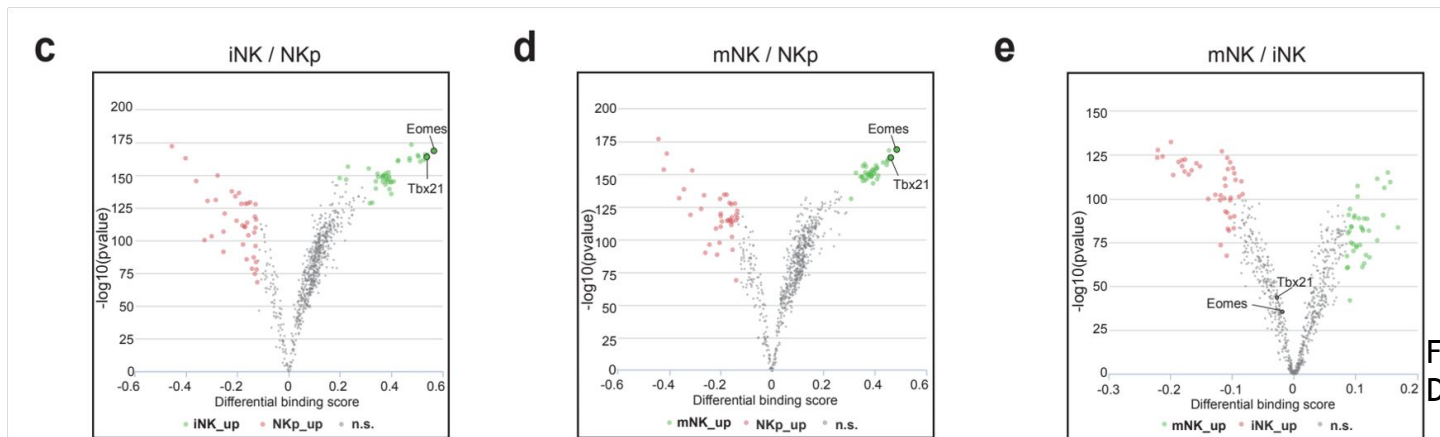 c
iNK / NKp
200
175
150
125
100
75
50
25
0
-log10(pvalue)
Eomes
Tbx21
-0.6 -0.4 -0.2 0 0.2 0.4 0.6
Differential binding score
iNK_up NKp_up n.s.
d
mNK / NKp
200
175
150
125
100
75
50
25
0
-log10(pvalue)
Eomes
Tbx21
-0.6 -0.4 -0.2 0 0.2 0.4 0.6
Differential binding score
mNK_up NKp_up n.s.
e
mNK / iNK
150
125
100
75
50
25
0
-log10(pvalue)
Tbx21
Eomes
-0.3 -0.2 -0.1 0 0.1 0.2
Differential binding score
mNK_up iNK_up n.s.
F
D